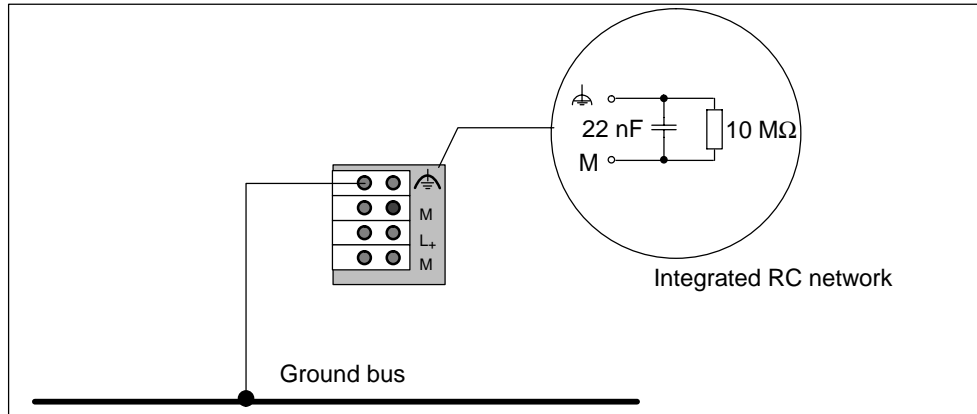 22 nF
10 MΩ
M
M
L+
M
Integrated RC network
Ground bus